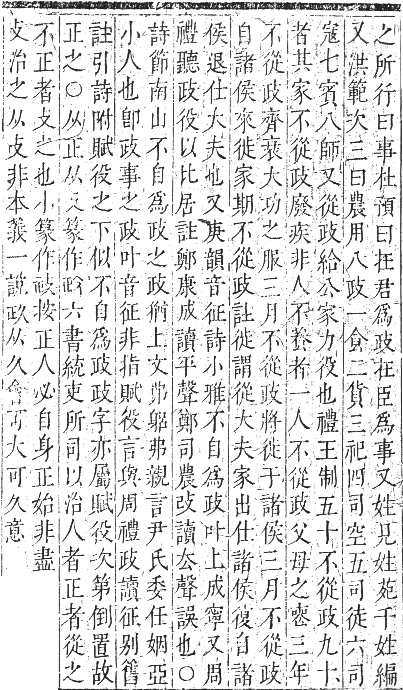 之所行曰事杜預曰在君爲政在臣爲事又姓見姓苑千姓編
又洪範次三曰農用八政一食二貨三祀四司空五司徒六司
寇七賓八師又從政給公家力役也禮王制五十不從政九十
者其家不從政廢疾非人不養者一人不從政父母之喪三年
不從政齊衰大功之服三月不從政將徙于諸侯三月不從政
自諸侯來徙家期不從政註徙謂從大夫家出仕諸侯復自諸
侯退仕大夫也又庚韻音征詩小雅不自爲政叶上成寧又周
禮聽政役以比居註鄭康成讀平聲鄭司農政讀去聲誤也○
詩節南山不自爲政之政猶上文弗躬弗親言尹氏委任姻亞
小人也卽政事之政叶音征非指賦役言與周禮政讀征別舊
註引詩附賦役之下似不自爲政政字亦屬賦役次第倒置故
正之○从正从攵篆作政六書統吏所司以治人者正者從之
不正者攴之也小篆作政按正人必自身正始非盡
攴治之从攴非本義一說政从久會可大可久意